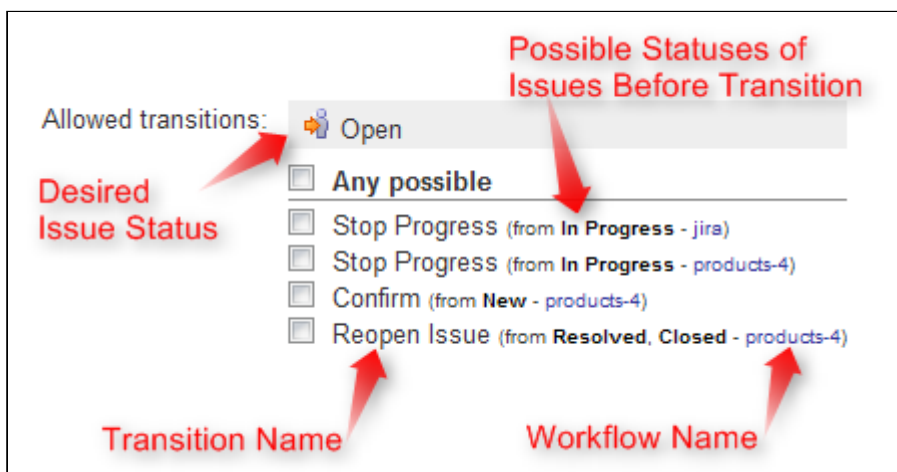 Possible Statuses of
Issues Before Transition
Allowed transitions:
Open
Desired
Issue Status
Any possible
Stop Progress (from In Progress - jira)
Stop Progress (from In Progress - products-4)
Confirm (from New - products-4)
Reopen Issue (from Resolved, Closed - products-4)
Transition Name
Workflow Name